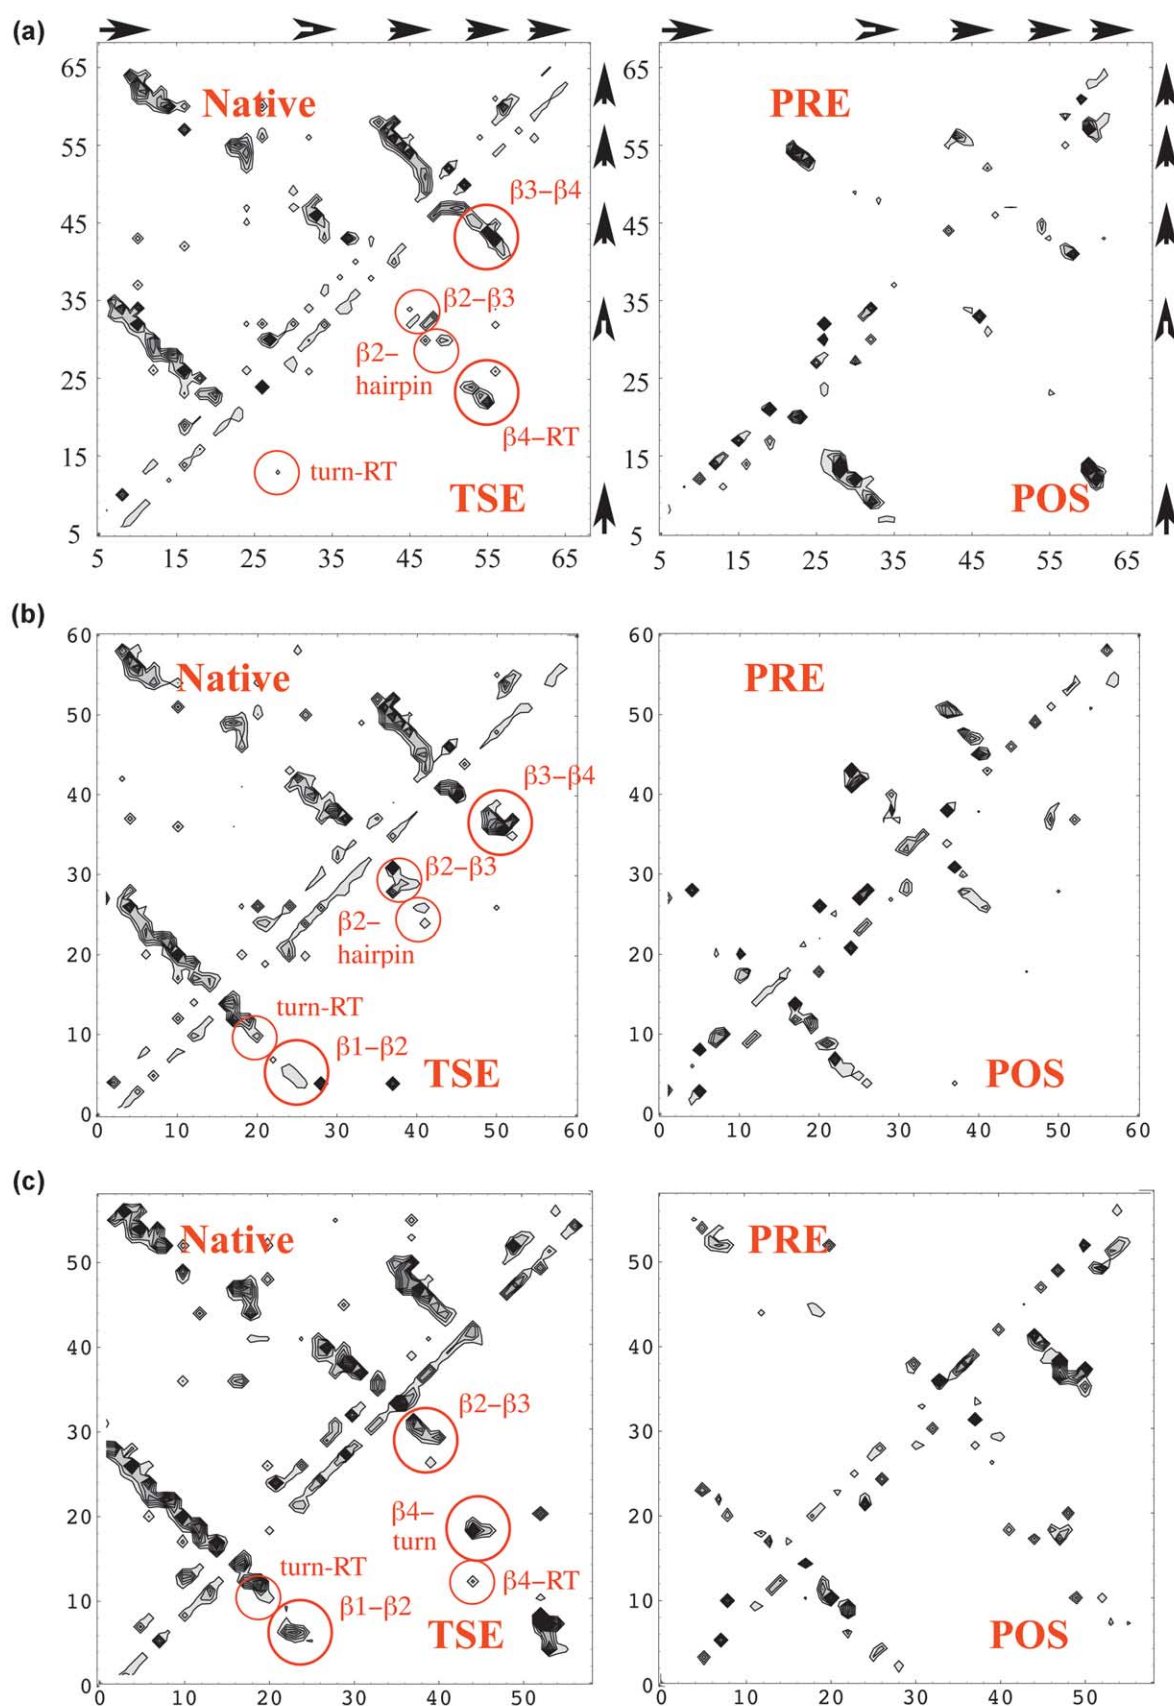 (a)
Native
PRE
65
55
45
35
25
15
5
β3−β4
β2−β3
β2−
hairpin
β4−RT
turn-RT
TSE
POS
5 15 25 35 45 55 65
65
55
45
35
25
15
5
5 15 25 35 45 55 65
(b)
Native
PRE
60
50
40
30
20
10
0
β3−β4
β2−β3
β2−
hairpin
turn-RT
β1−β2
TSE
POS
0 10 20 30 40 50 60
60
50
40
30
20
10
0
0 10 20 30 40 50 60
(c)
Native
PRE
50
40
30
20
10
0
β2−β3
β4−
turn
turn-RT
β4−RT
β1−β2
TSE
POS
0 10 20 30 40 50
50
40
30
20
10
0
0 10 20 30 40 50